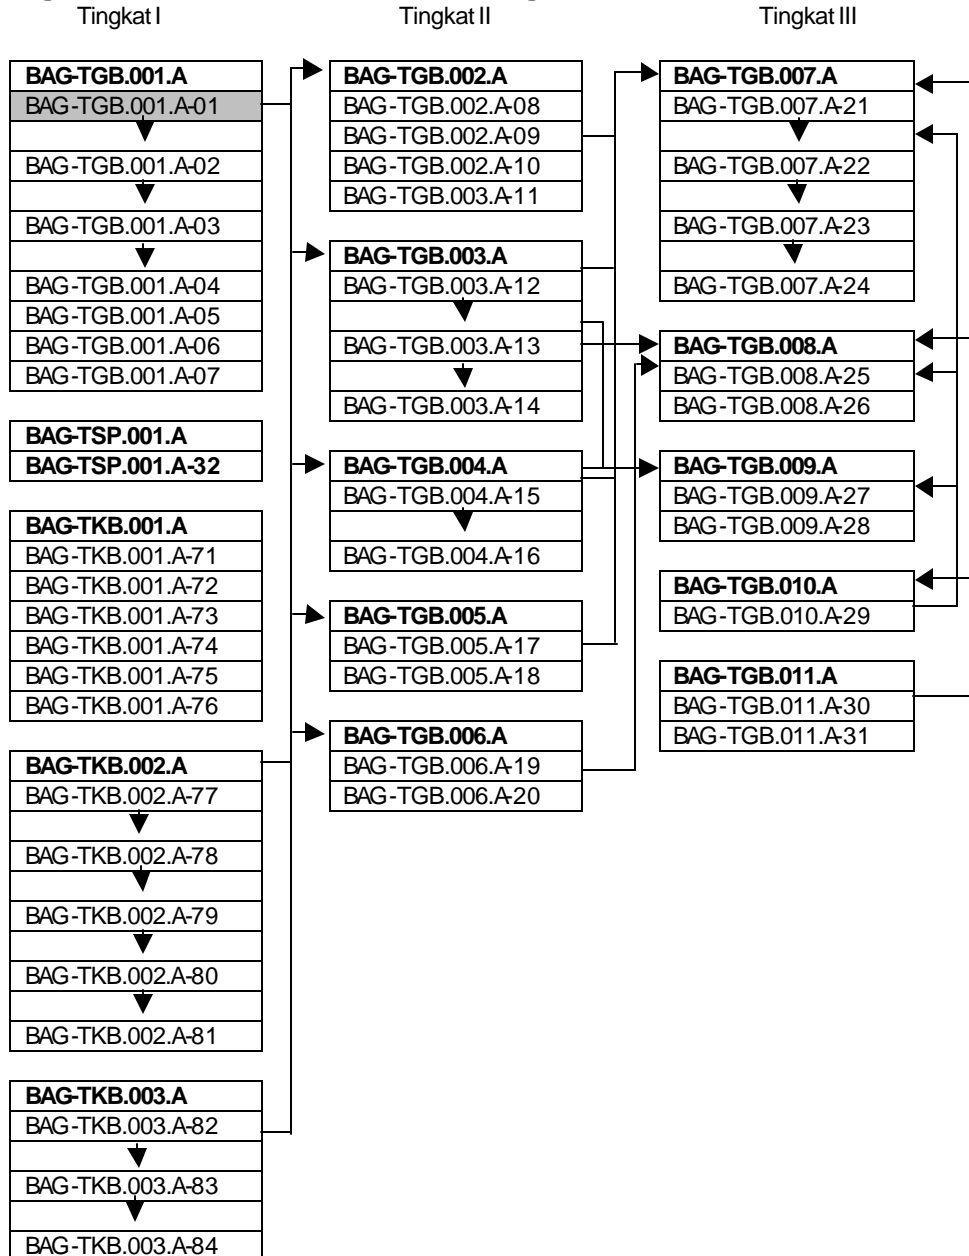 Tingkat I
Tingkat II
Tingkat III
BAG-TGB.001.A
BAG-TGB.001.A-01
BAG-TGB.001.A-02
BAG-TGB.001.A-03
BAG-TGB.001.A-04
BAG-TGB.001.A-05
BAG-TGB.001.A-06
BAG-TGB.001.A-07
BAG-TSP.001.A
BAG-TSP.001.A-32
BAG-TKB.001.A
BAG-TKB.001.A-71
BAG-TKB.001.A-72
BAG-TKB.001.A-73
BAG-TKB.001.A-74
BAG-TKB.001.A-75
BAG-TKB.001.A-76
BAG-TKB.002.A
BAG-TKB.002.A-77
BAG-TKB.002.A-78
BAG-TKB.002.A-79
BAG-TKB.002.A-80
BAG-TKB.002.A-81
BAG-TKB.003.A
BAG-TKB.003.A-82
BAG-TKB.003.A-83
BAG-TKB.003.A-84
BAG-TGB.002.A
BAG-TGB.002.A-08
BAG-TGB.002.A-09
BAG-TGB.002.A-10
BAG-TGB.003.A-11
BAG-TGB.003.A
BAG-TGB.003.A-12
BAG-TGB.003.A-13
BAG-TGB.003.A-14
BAG-TGB.004.A
BAG-TGB.004.A-15
BAG-TGB.004.A-16
BAG-TGB.005.A
BAG-TGB.005.A-17
BAG-TGB.005.A-18
BAG-TGB.006.A
BAG-TGB.006.A-19
BAG-TGB.006.A-20
BAG-TGB.007.A
BAG-TGB.007.A-21
BAG-TGB.007.A-22
BAG-TGB.007.A-23
BAG-TGB.007.A-24
BAG-TGB.008.A
BAG-TGB.008.A-25
BAG-TGB.008.A-26
BAG-TGB.009.A
BAG-TGB.009.A-27
BAG-TGB.009.A-28
BAG-TGB.010.A
BAG-TGB.010.A-29
BAG-TGB.011.A
BAG-TGB.011.A-30
BAG-TGB.011.A-31